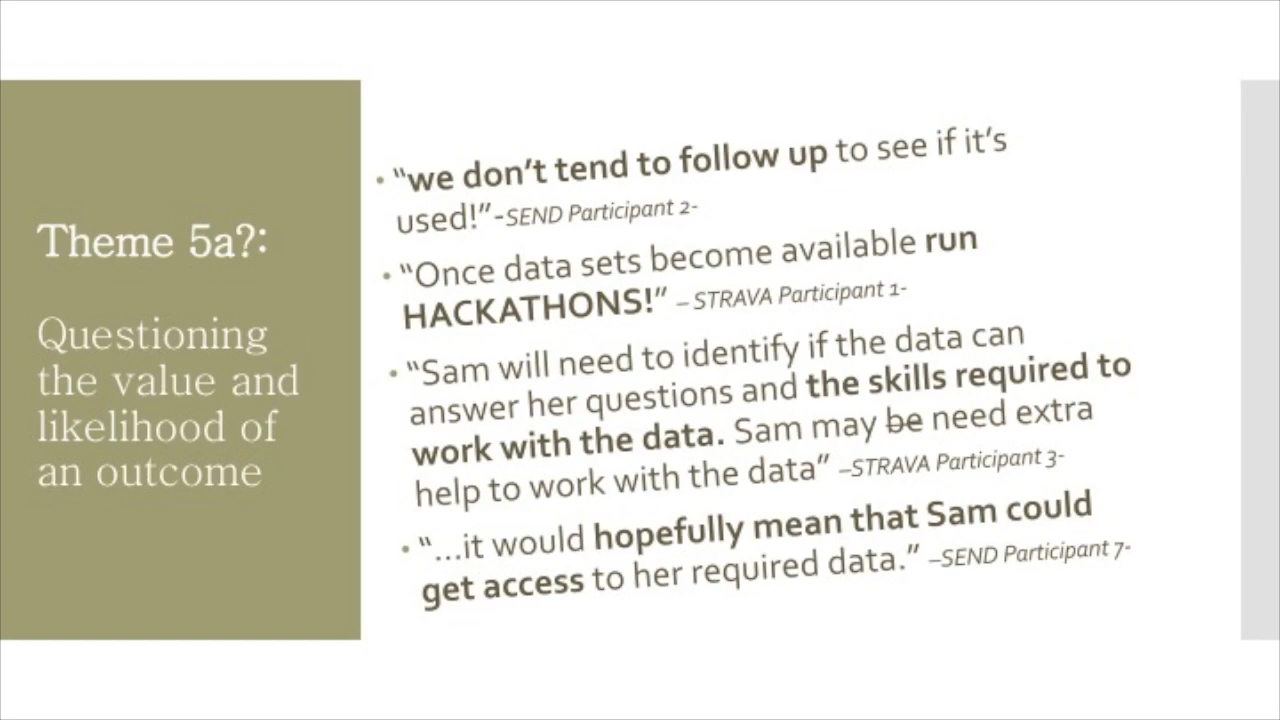 Theme 5a?:
Questioning
the value and
likelihood of
an outcome
• “we don’t tend to follow up to see if it’s
used!”-SEND Participant 2-
• “Once data sets become available run
HACKATHONS!” – STRAVA Participant 1-
• “Sam will need to identify if the data can
answer her questions and the skills required to
work with the data. Sam may be need extra
help to work with the data” –STRAVA Participant 3-
• “...it would hopefully mean that Sam could
get access to her required data.” –SEND Participant 7-